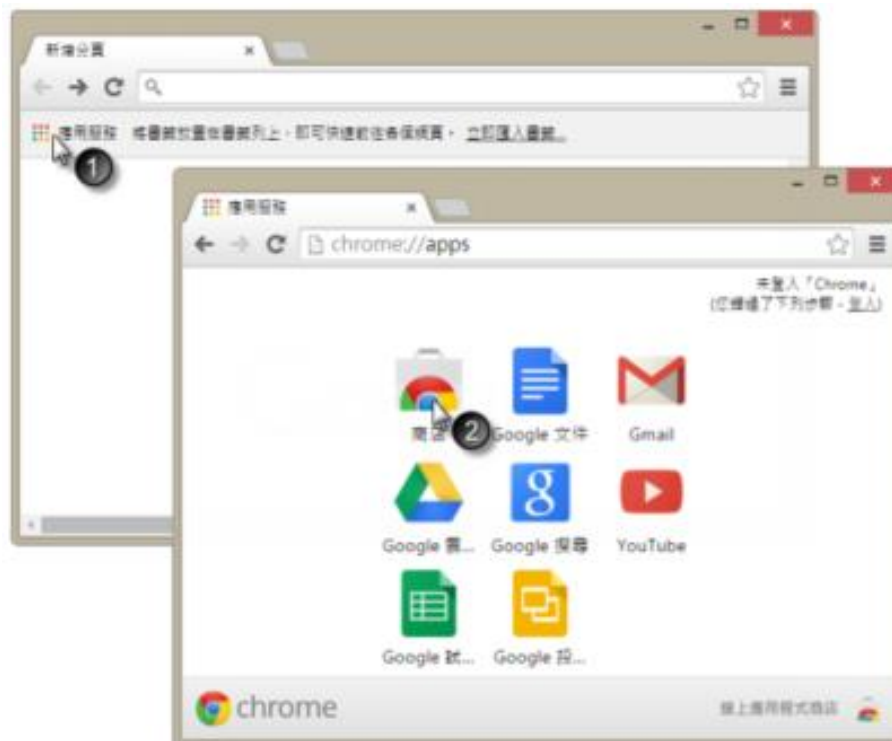 新增分頁
應用服務 將書籤放置在書籤列上，即可快速前往各個網頁。 立即匯入書籤...
1
應用服務
chrome://apps
未登入「Chrome」
(您錯過了下列步驟 - 登入)
商店 2 Google 文件 Gmail
Google 雲... Google 搜尋 YouTube
Google 試... Google 投...
chrome 線上應用程式商店